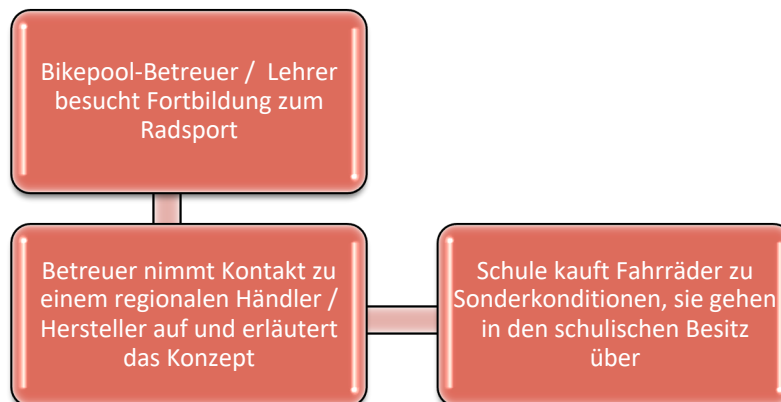 Bikepool-Betreuer / Lehrer
besucht Fortbildung zum
Radsport
Betreuer nimmt Kontakt zu
einem regionalen Händler /
Hersteller auf und erläutert
das Konzept
Schule kauft Fahrräder zu
Sonderkonditionen, sie gehen
in den schulischen Besitz
über